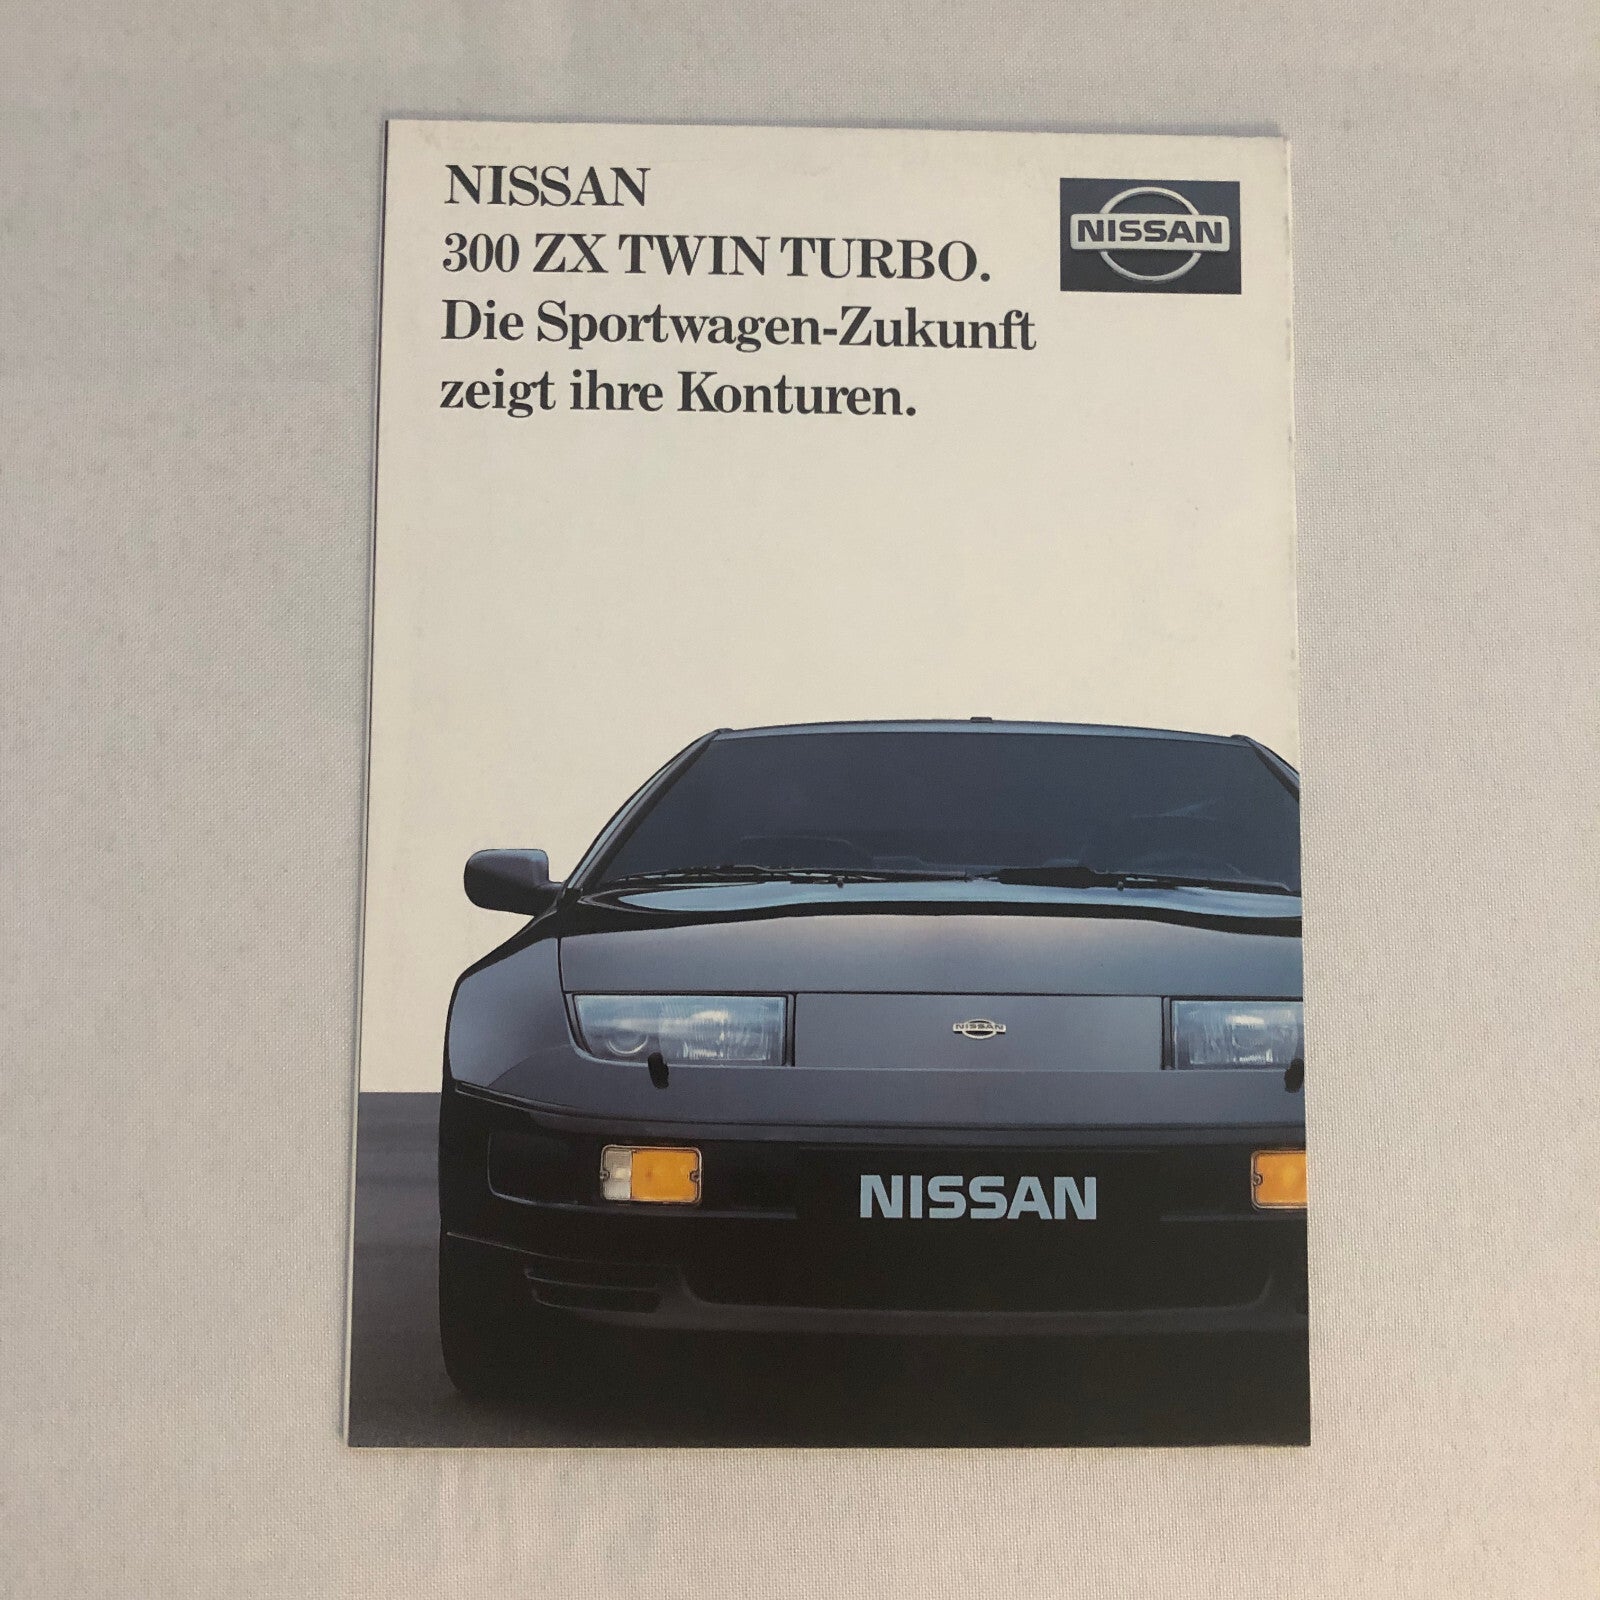 NISSAN
300 ZX TWIN TURBO.
Die Sportwagen-Zukunft
zeigt ihre Konturen.
NISSAN
NISSAN
NISSAN